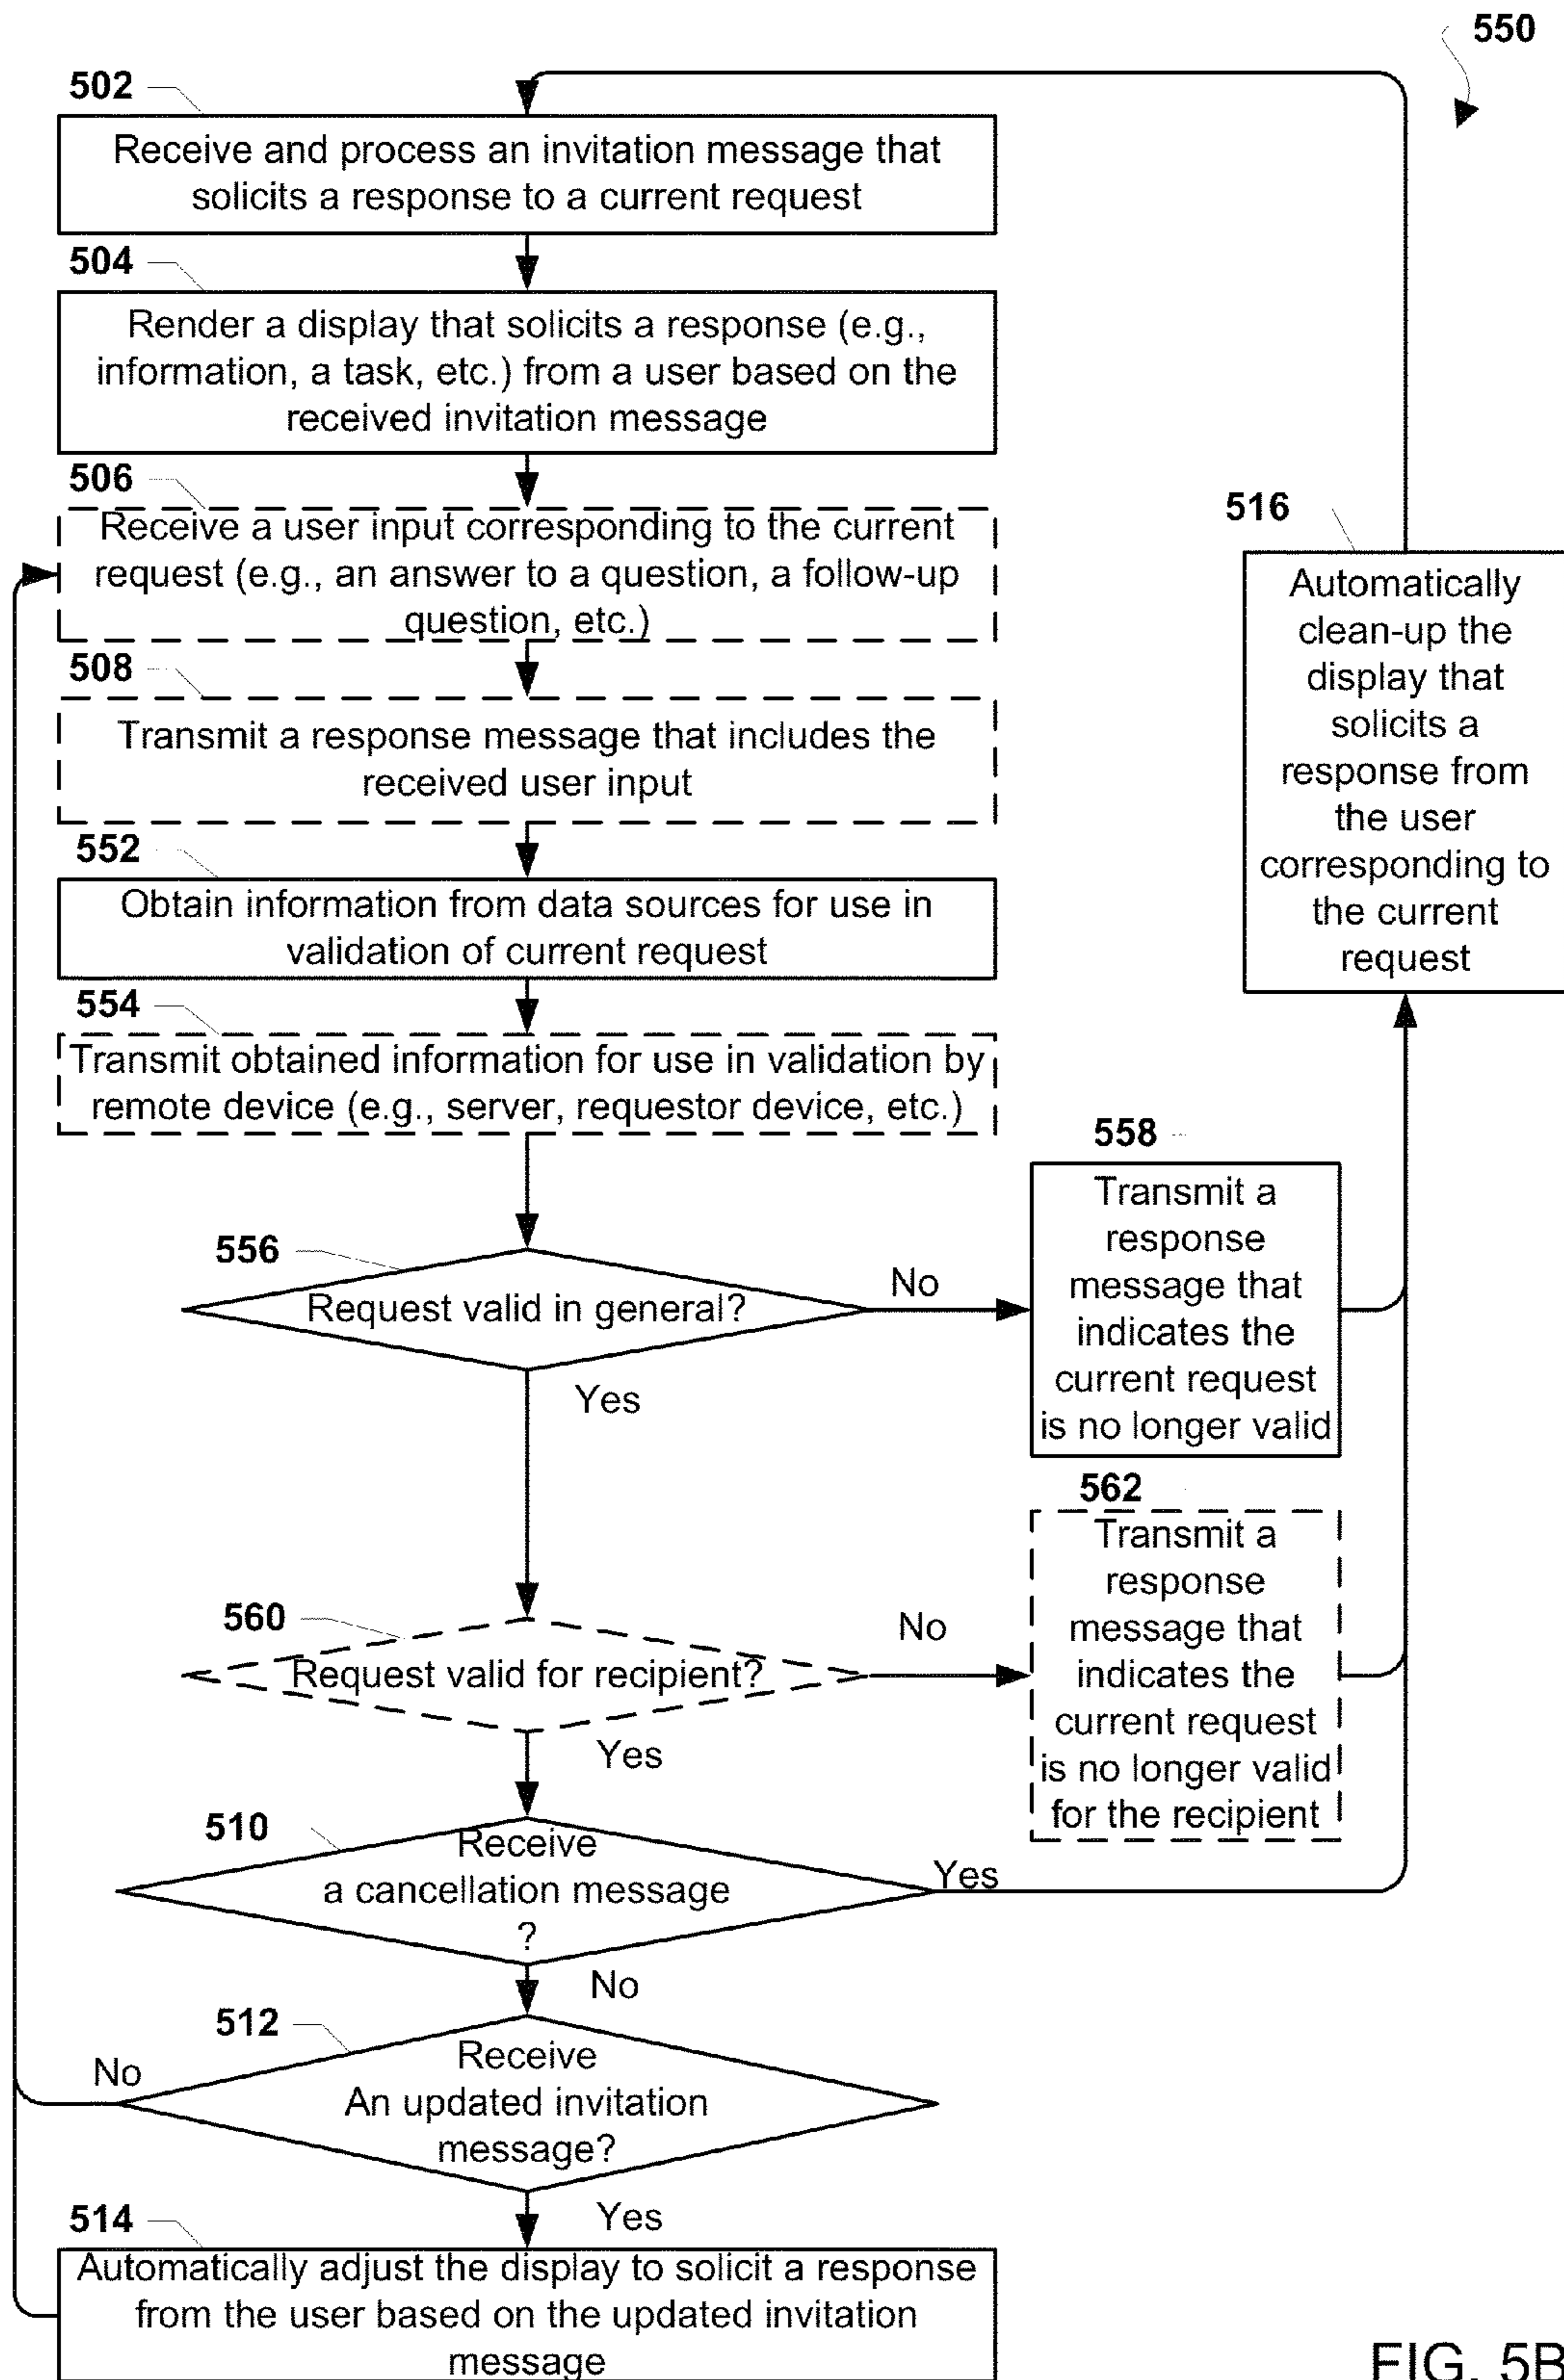 550
502
Receive and process an invitation message that
solicits a response to a current request
504
Render a display that solicits a response (e.g.,
information, a task, etc.) from a user based on the
received invitation message
506
Receive a user input corresponding to the current
request (e.g., an answer to a question, a follow-up
question, etc.)
516
Automatically
clean-up the
display that
solicits a
response from
the user
corresponding to
the current
request
508
Transmit a response message that includes the
received user input
552
Obtain information from data sources for use in
validation of current request
554
Transmit obtained information for use in validation by
remote device (e.g., server, requestor device, etc.)
556
Request valid in general?
No
Yes
558
Transmit a
response
message that
indicates the
current request
is no longer valid
560
Request valid for recipient?
No
Yes
562
Transmit a
response
message that
indicates the
current request
is no longer valid
for the recipient
510
Receive
a cancellation message
?
Yes
No
512
Receive
An updated invitation
message?
No
Yes
514
Automatically adjust the display to solicit a response
from the user based on the updated invitation
message
FIG. 5B